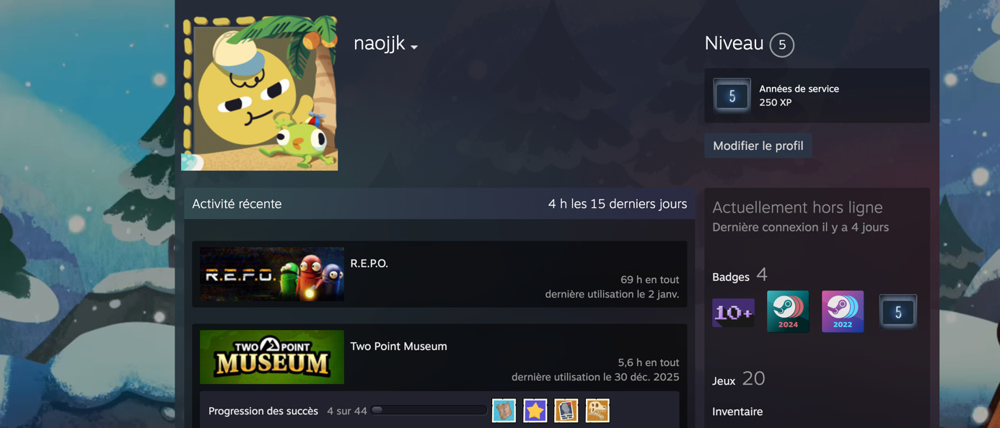 naojjk
Niveau 5
5 Années de service
250 XP
Modifier le profil
Activité récente 4 h les 15 derniers jours
Actuellement hors ligne
Dernière connexion il y a 4 jours
R.E.P.O. R.E.P.O.
69 h en tout
dernière utilisation le 2 janv.
Badges 4
10+ 2024 2022 5
TWO POINT
MUSEUM
Two Point Museum
5,6 h en tout
dernière utilisation le 30 déc. 2025
Jeux 20
Progression des succès 4 sur 44
Inventaire